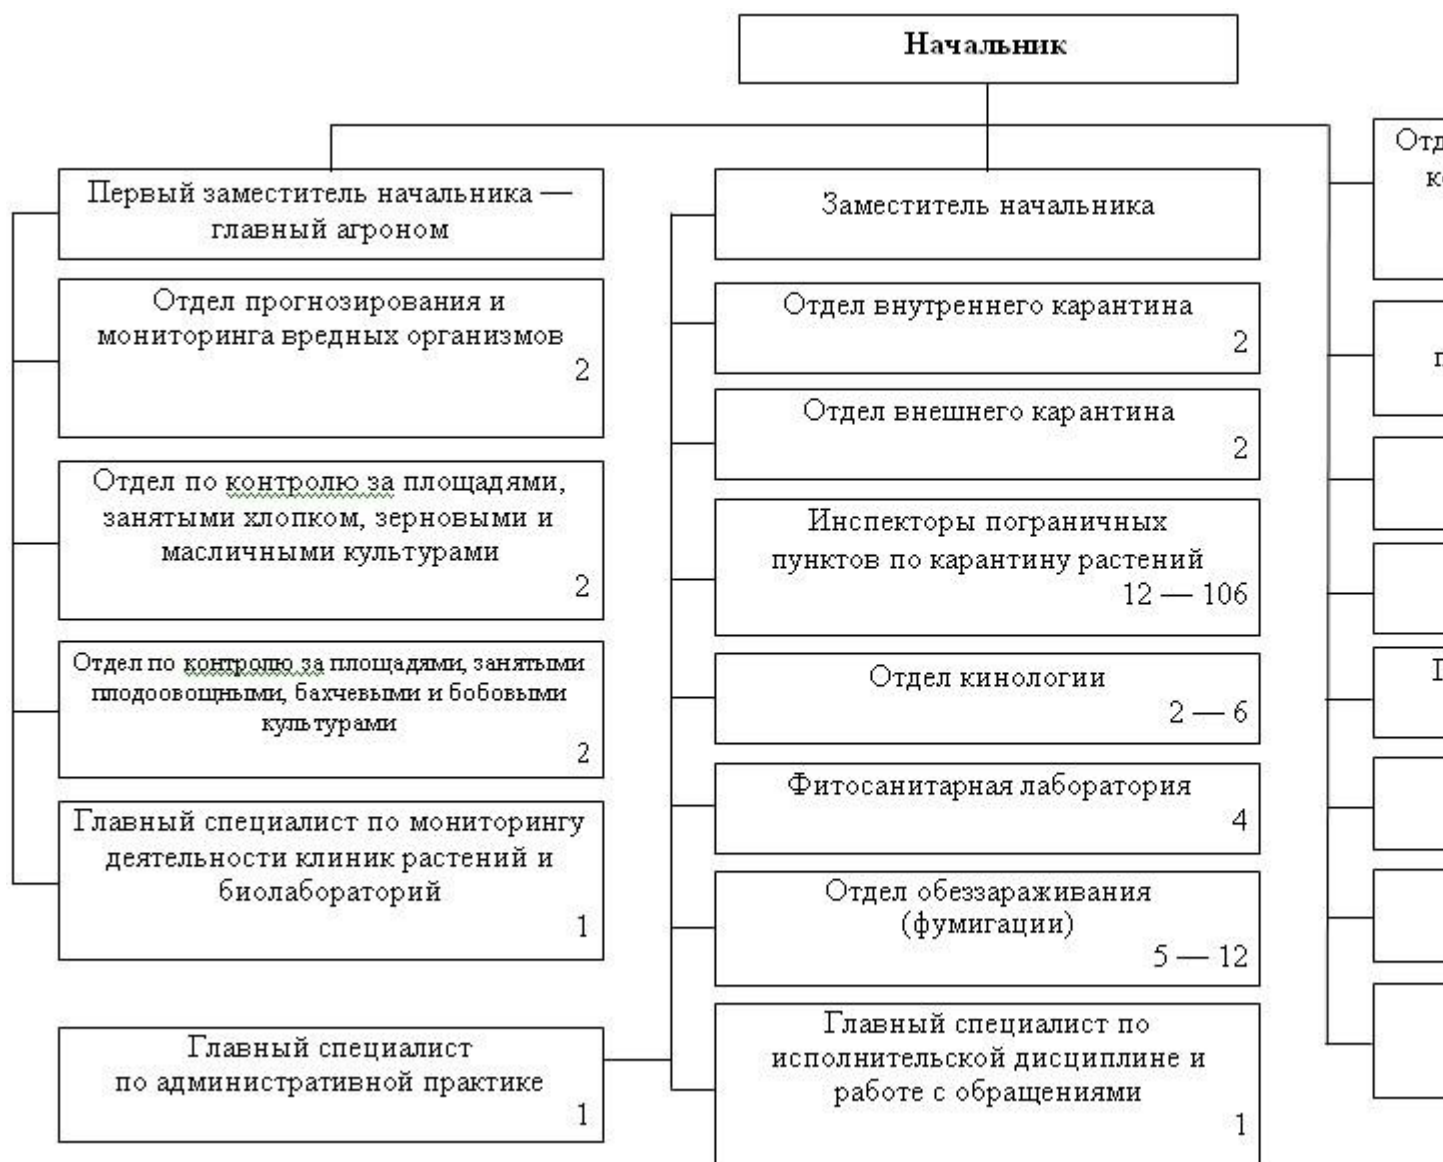 Начальник
Первый заместитель начальника —
главный агроном
Отдел прогнозирования и
мониторинга вредных организмов
2
Отдел по контролю за площадями,
занятыми хлопком, зерновыми и
масличными культурами
2
Отдел по контролю за площадями, занятыми
плодоовощными, бахчевыми и бобовыми
культурами
2
Главный специалист по мониторингу
деятельности клиник растений и
биолабораторий
1
Главный специалист
по административной практике
1
Заместитель начальника
Отдел внутреннего карантина
2
Отдел внешнего карантина
2
Инспекторы пограничных
пунктов по карантину растений
12 — 106
Отдел кинологии
2 — 6
Фитосанитарная лаборатория
4
Отдел обеззараживания
(фумигации)
5 — 12
Главный специалист по
исполнительской дисциплине и
работе с обращениями
1